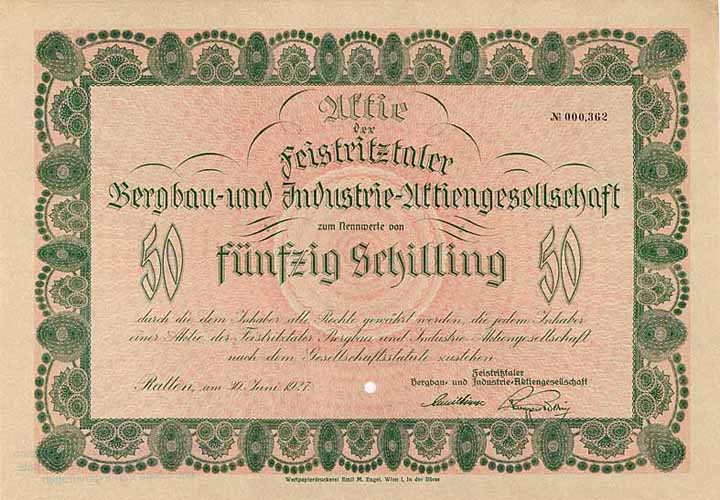 Aktie
№ 000,362
der
Feistritztaler
Bergbau- und Industrie-Aktiengesellschaft
zum Nennwerte von
50 fünfzig Schilling 50
durch die dem Inhaber alle Rechte gewährt werden, die jedem Inhaber
einer Aktie der Feistritztaler Bergbau und Industrie Aktiengesellschaft
nach dem Gesellschaftsstatute zustehen
Ratten, am 30. Juni 1927.
Feistritztaler
Bergbau- und Industrie-Aktiengesellschaft
Wertpapierdruckerei Emil M. Engel, Wien I, In der Börse